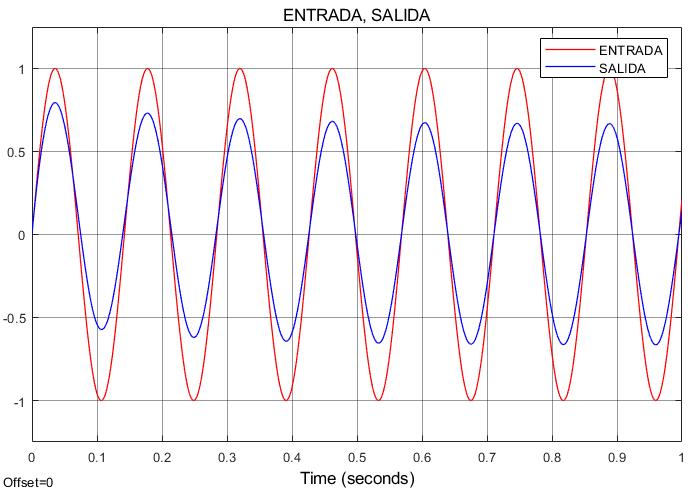 ENTRADA, SALIDA
ENTRADA
SALIDA
1
0.5
0
-0.5
-1
0 0.1 0.2 0.3 0.4 0.5 0.6 0.7 0.8 0.9 1
Time (seconds)
Offset=0